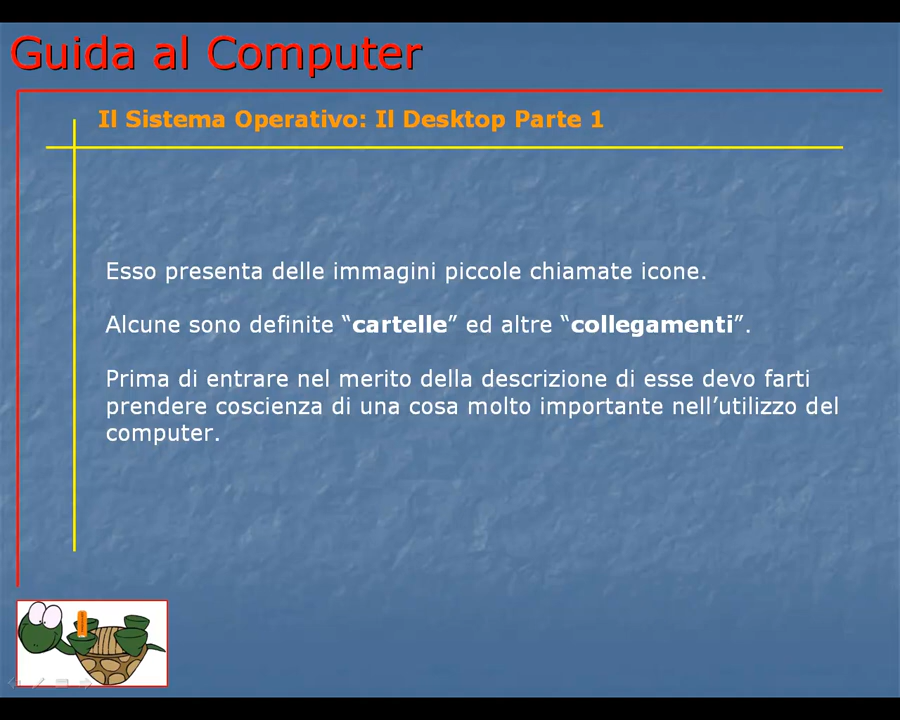 Guida al Computer
Il Sistema Operativo: Il Desktop Parte 1
Esso presenta delle immagini piccole chiamate icone.
Alcune sono definite “cartelle” ed altre “collegamenti”.
Prima di entrare nel merito della descrizione di esse devo farti
prendere coscienza di una cosa molto importante nell’utilizzo del
computer.